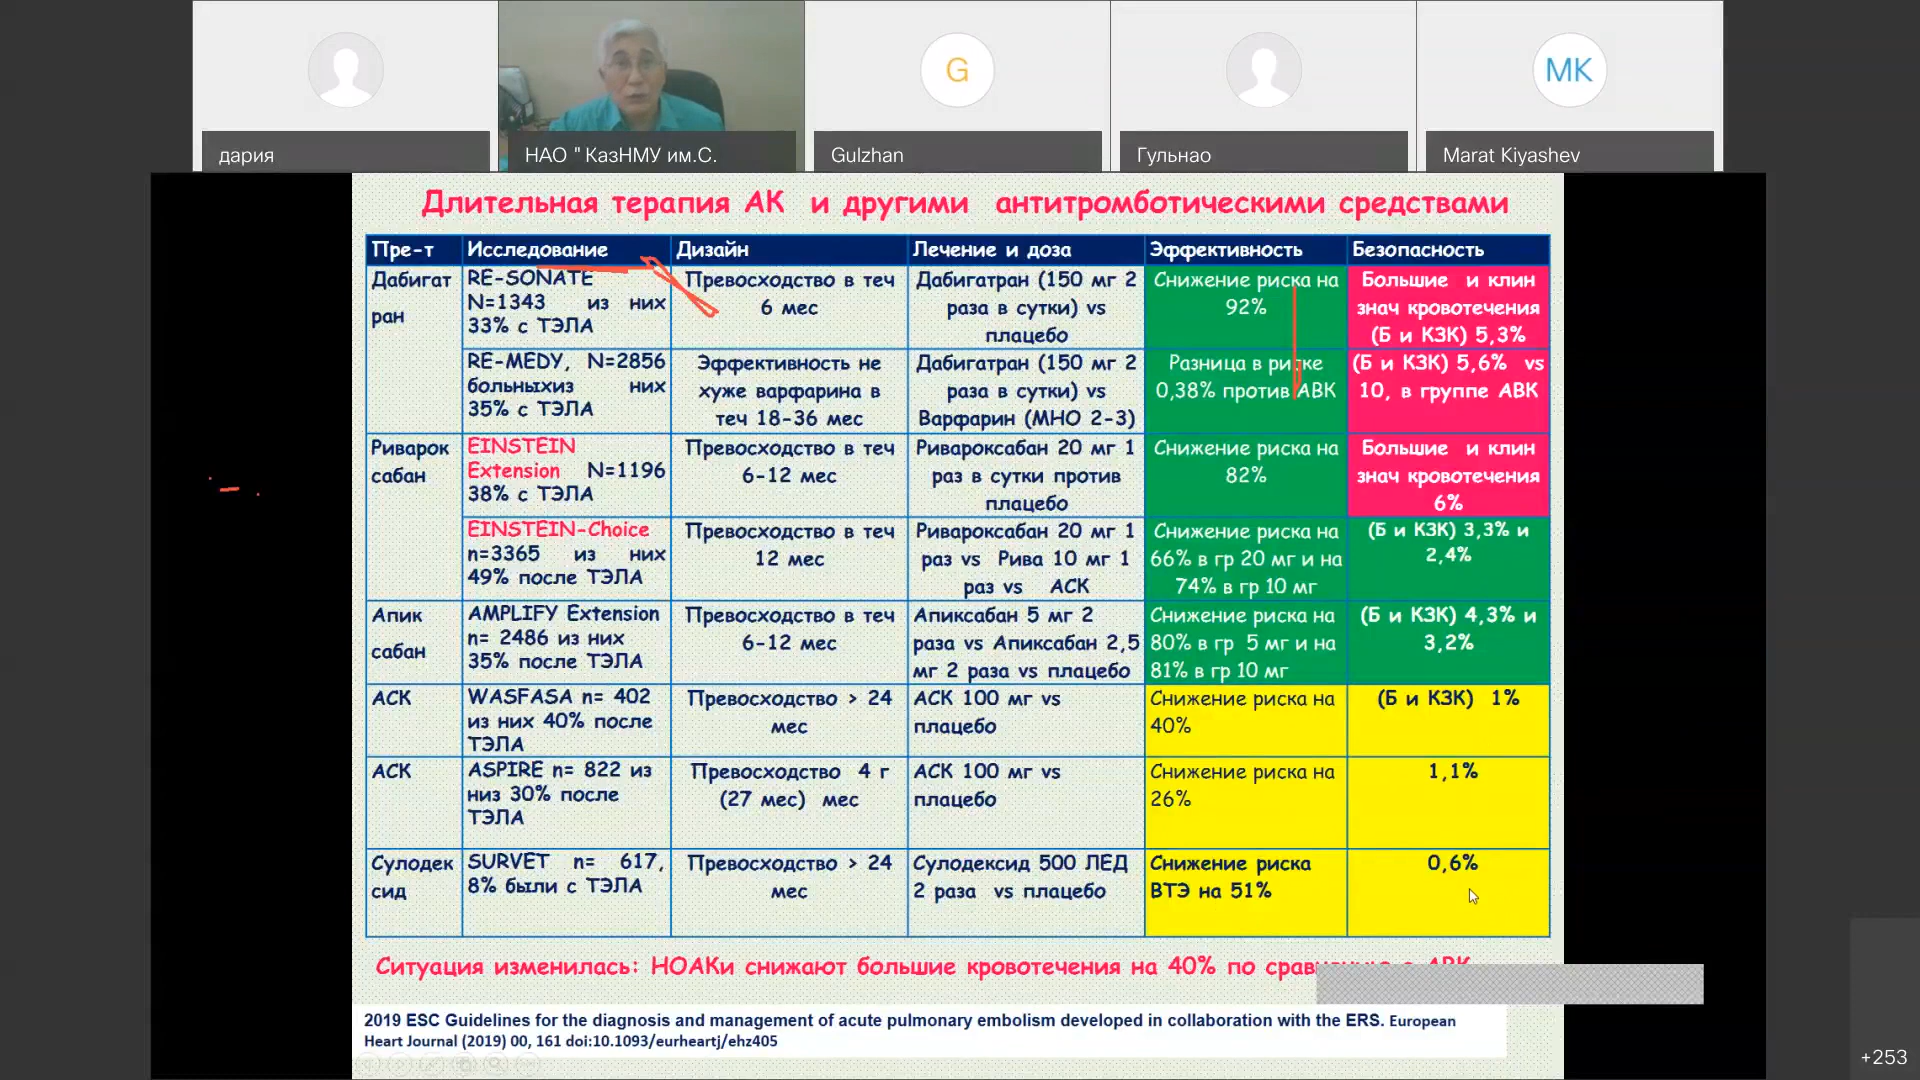 G
MK
дария
НАО " КазНМУ им.С.
Gulzhan
Гульнао
Marat Kiyashev
Длительная терапия АК и другими антитромботическими средствами
Пре-т Исследование Дизайн Лечение и доза Эффективность Безопасность
Дабигат
ран
RE-SONATE
N=1343 из них
33% с ТЭЛА
Превосходство в теч
6 мес
Дабигатран (150 мг 2
раза в сутки) vs
плацебо
Снижение риска на
92%
Большие и клин
знач кровотечения
(Б и КЗК) 5,3%
RE-MEDY, N=2856
больныхиз них
35% с ТЭЛА
Эффективность не
хуже варфарина в
теч 18-36 мес
Дабигатран (150 мг 2
раза в сутки) vs
Варфарин (МНО 2-3)
Разница в риске
0,38% против АВК
(Б и КЗК) 5,6% vs
10, в группе АВК
Риварок
сабан
EINSTEIN
Extension N=1196
38% с ТЭЛА
Превосходство в теч
6-12 мес
Ривароксабан 20 мг 1
раз в сутки против
плацебо
Снижение риска на
82%
Большие и клин
знач кровотечения
6%
EINSTEIN-Choice
n=3365 из них
49% после ТЭЛА
Превосходство в теч
12 мес
Ривароксабан 20 мг 1
раз vs Рива 10 мг 1
раз vs АСК
Снижение риска на
66% в гр 20 мг и на
74% в гр 10 мг
(Б и КЗК) 3,3% и
2,4%
Апик
сабан
AMPLIFY Extension
n= 2486 из них
35% после ТЭЛА
Превосходство в теч
6-12 мес
Апиксабан 5 мг 2
раза vs Апиксабан 2,5
мг 2 раза vs плацебо
Снижение риска на
80% в гр 5 мг и на
81% в гр 10 мг
(Б и КЗК) 4,3% и
3,2%
АСК
WASFASA n= 402
из них 40% после
ТЭЛА
Превосходство > 24
мес
АСК 100 мг vs
плацебо
Снижение риска на
40%
(Б и КЗК) 1%
АСК
ASPIRE n= 822 из
низ 30% после
ТЭЛА
Превосходство 4 г
(27 мес) мес
АСК 100 мг vs
плацебо
Снижение риска на
26%
1,1%
Сулодек
сид
SURVET n= 617,
8% были с ТЭЛА
Превосходство > 24
мес
Сулодексид 500 ЛЕД
2 раза vs плацебо
Снижение риска
ВТЭ на 51%
0,6%
Ситуация изменилась: НОАКи снижают большие кровотечения на 40% по
2019 ESC Guidelines for the diagnosis and management of acute pulmonary embolism developed in collaboration with the ERS. European
Heart Journal (2019) 00, 161 doi:10.1093/eurheartj/ehz405
+253